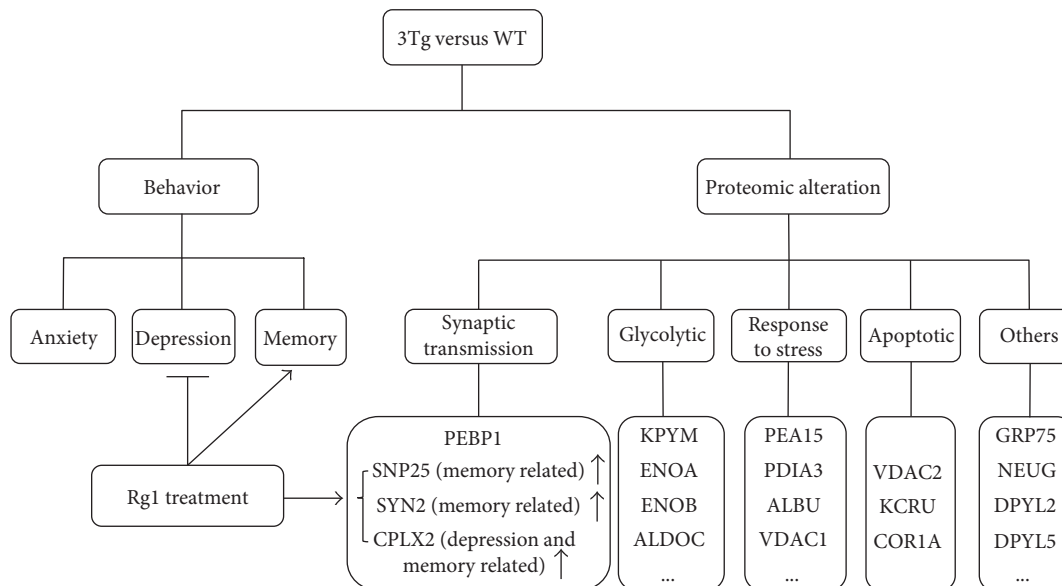 3Tg versus WT
Behavior
Proteomic alteration
Anxiety
Depression
Memory
Synaptic
transmission
Glycolytic
Response
to stress
Apoptotic
Others
Rg1 treatment
PEBP1
SNP25 (memory related) ↑
SYN2 (memory related) ↑
CPLX2 (depression and
memory related) ↑
KPYM
ENOA
ENOB
ALDOC
...
PEA15
PDIA3
ALBU
VDAC1
...
VDAC2
KCRU
COR1A
GRP75
NEUG
DPYL2
DPYL5
...